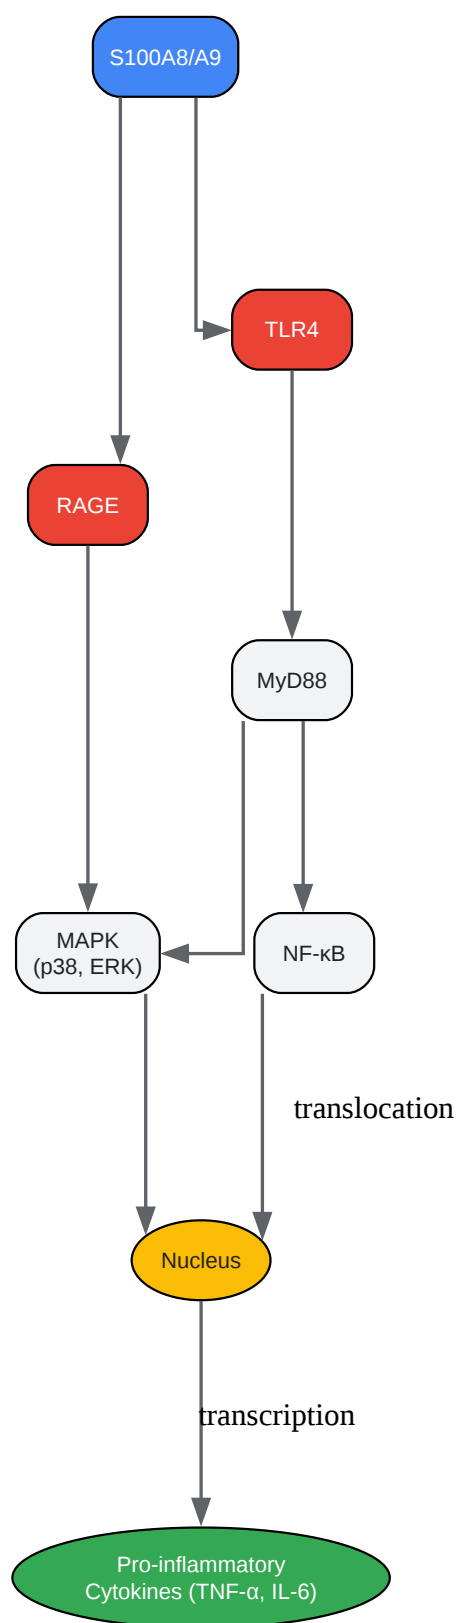 S100A8/A9
TLR4
RAGE
MyD88
MAPK
(p38, ERK)
NF-κB
translocation
Nucleus
transcription
Pro-inflammatory
Cytokines (TNF-α, IL-6)